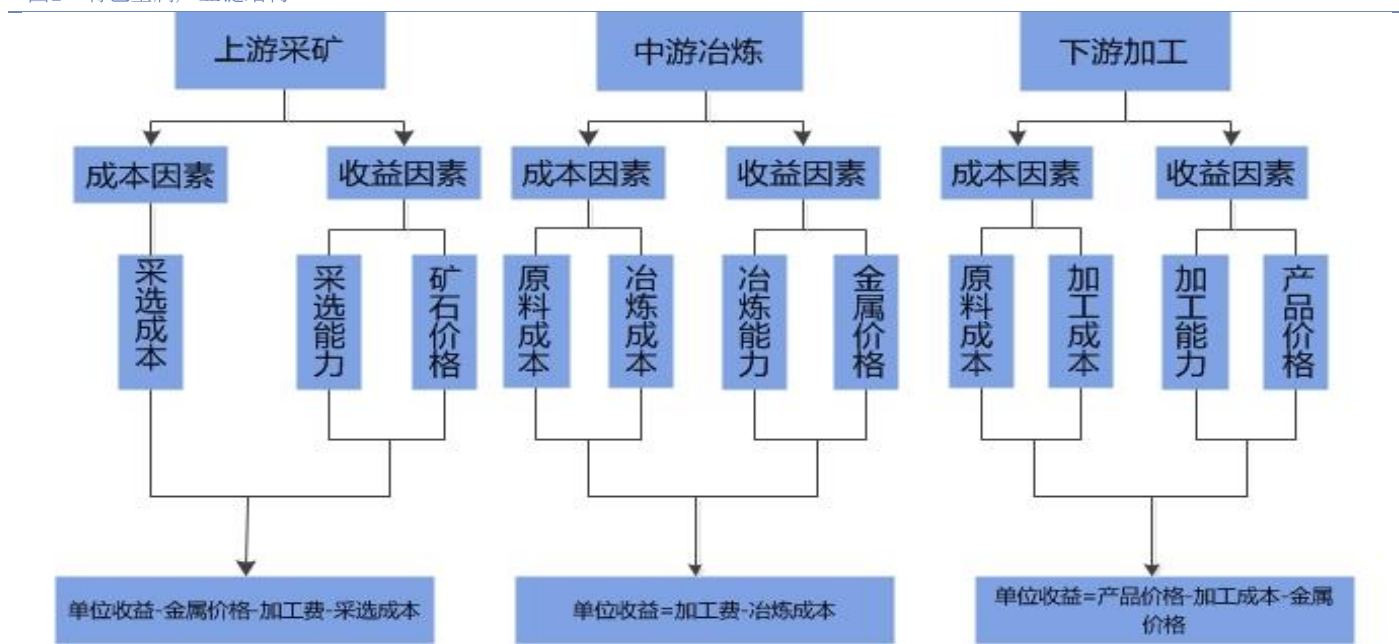 上游采矿
中游冶炼
下游加工
成本因素
收益因素
成本因素
收益因素
成本因素
收益因素
采选成本
采选能力
矿石价格
原料成本
冶炼成本
冶炼能力
金属价格
原料成本
加工成本
加工能力
产品价格
单位收益-金属价格-加工费-采选成本
单位收益=加工费-冶炼成本
单位收益=产品价格-加工成本-金属
价格